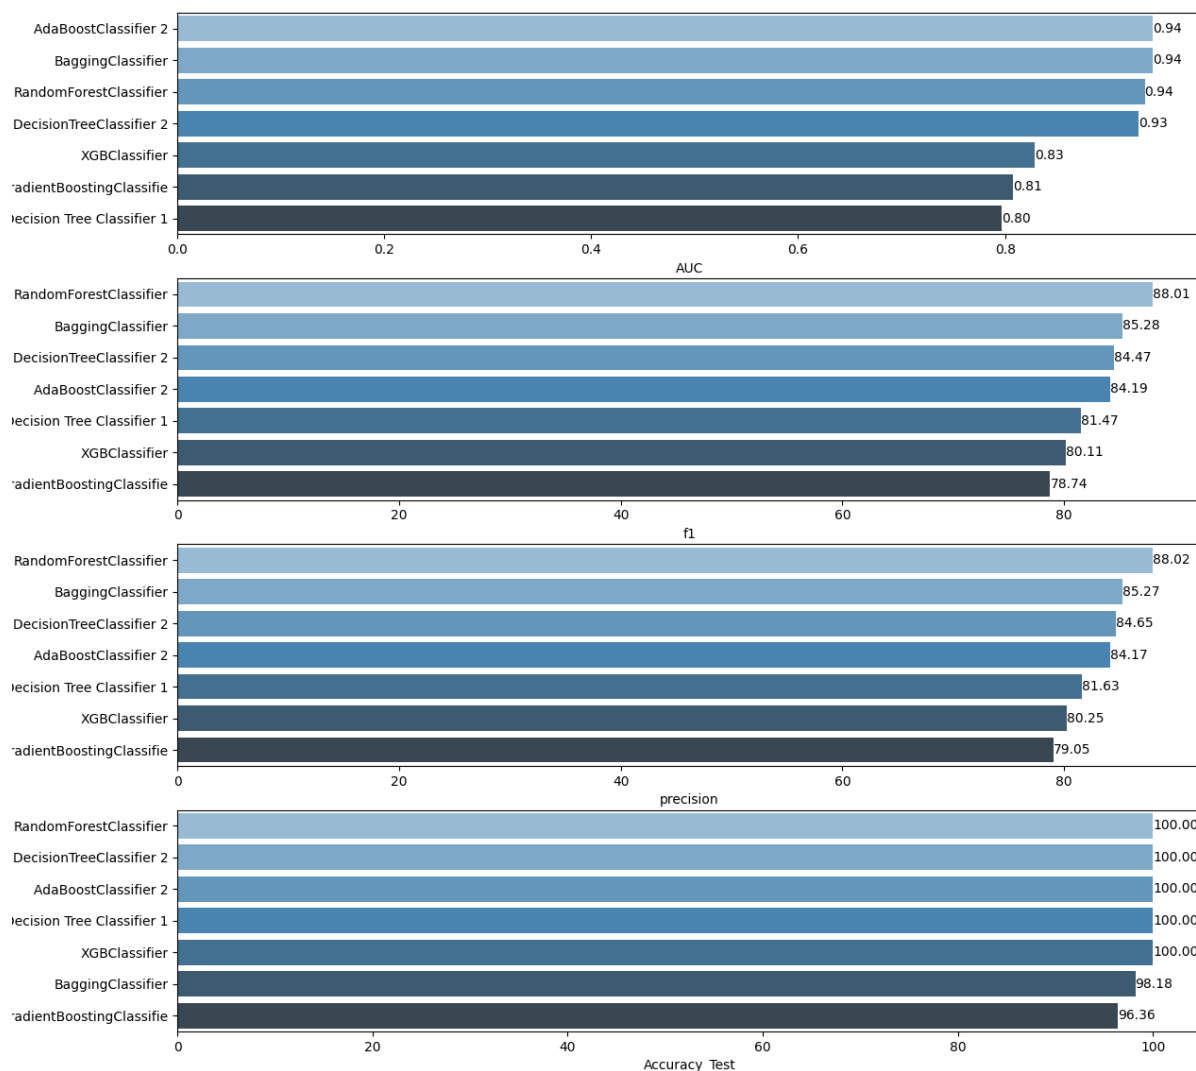 AdaBoostClassifier 2 0.94
BaggingClassifier 0.94
RandomForestClassifier 0.94
DecisionTreeClassifier 2 0.93
XGBClassifier 0.83
radientBoostingClassifie 0.81
ecision Tree Classifier 1 0.80
0.0 0.2 0.4 0.6 0.8
AUC
RandomForestClassifier 88.01
BaggingClassifier 85.28
DecisionTreeClassifier 2 84.47
AdaBoostClassifier 2 84.19
ecision Tree Classifier 1 81.47
XGBClassifier 80.11
radientBoostingClassifie 78.74
0 20 40 60 80
f1
RandomForestClassifier 88.02
BaggingClassifier 85.27
DecisionTreeClassifier 2 84.65
AdaBoostClassifier 2 84.17
ecision Tree Classifier 1 81.63
XGBClassifier 80.25
radientBoostingClassifie 79.05
0 20 40 60 80
precision
RandomForestClassifier 100.00
DecisionTreeClassifier 2 100.00
AdaBoostClassifier 2 100.00
ecision Tree Classifier 1 100.00
XGBClassifier 100.00
BaggingClassifier 98.18
radientBoostingClassifie 96.36
0 20 40 60 80 100
Accuracy_Test